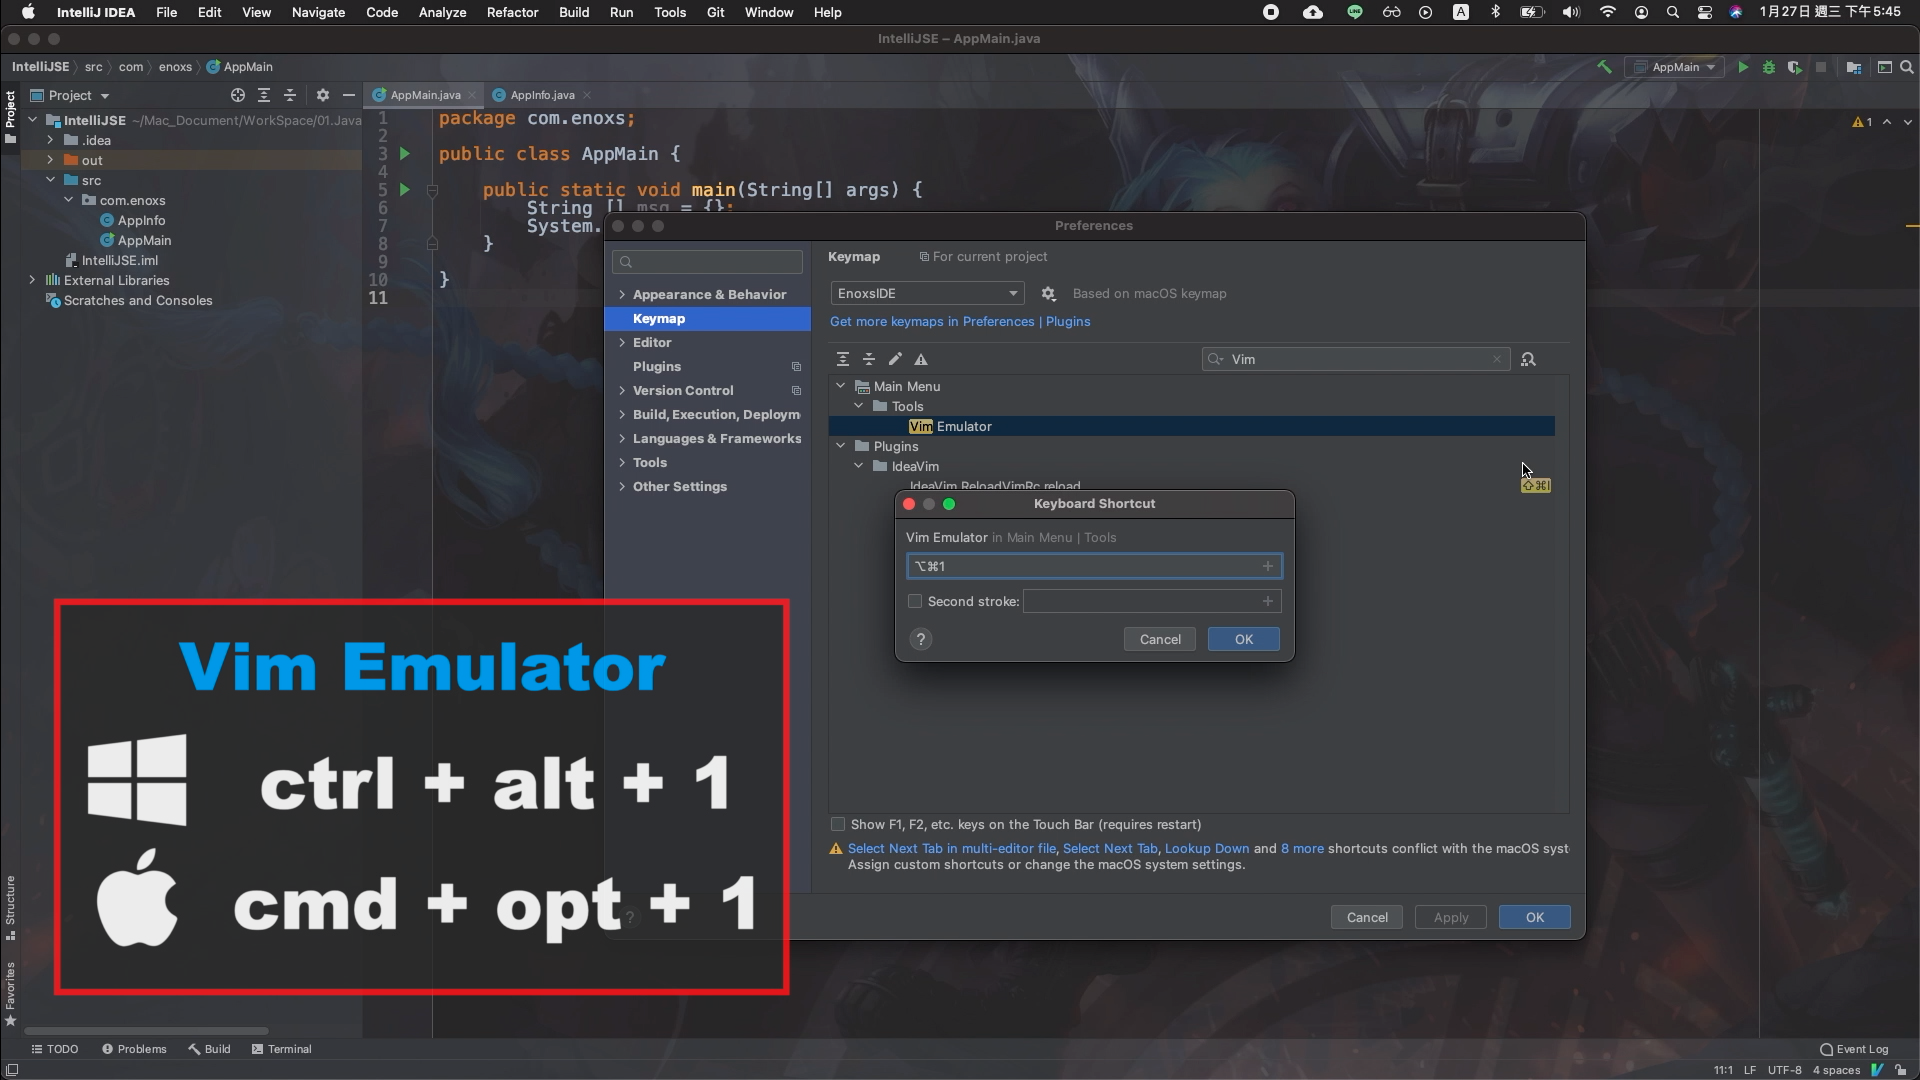 IntelliJ IDEA File Edit View Navigate Code Analyze Refactor Build Run Tools Git Window Help
LINE A 1月27日 週三 下午5:45
IntelliJSE – AppMain.java
IntelliJSE src com enoxs AppMain
AppMain
Project
Project
AppMain.java AppInfo.java
IntelliJSE ~/Mac_Document/WorkSpace/01.Java
.idea
out
src
com.enoxs
AppInfo
AppMain
IntelliJSE.iml
External Libraries
Scratches and Consoles
1 package com.enoxs;
2
3 public class AppMain {
4
5 public static void main(String[] args) {
6 String [] msg = {};
7 System.
8 }
9
10 }
11
1
Preferences
Appearance & Behavior
Keymap
Editor
Plugins
Version Control
Build, Execution, Deploym
Languages & Frameworks
Tools
Other Settings
Keymap For current project
EnoxsIDE Based on macOS keymap
Get more keymaps in Preferences | Plugins
Vim
Main Menu
Tools
Vim Emulator
Plugins
IdeaVim
IdeaVim ReloadVimRc.reload
⇧⌘I
Keyboard Shortcut
Vim Emulator in Main Menu | Tools
⌥⌘1
Second stroke:
? Cancel OK
Show F1, F2, etc. keys on the Touch Bar (requires restart)
Select Next Tab in multi-editor file, Select Next Tab, Lookup Down and 8 more shortcuts conflict with the macOS syst
Assign custom shortcuts or change the macOS system settings.
? Cancel Apply OK
Vim Emulator
ctrl + alt + 1
cmd + opt + 1
Structure
Favorites
TODO Problems Build Terminal Event Log
11:1 LF UTF-8 4 spaces